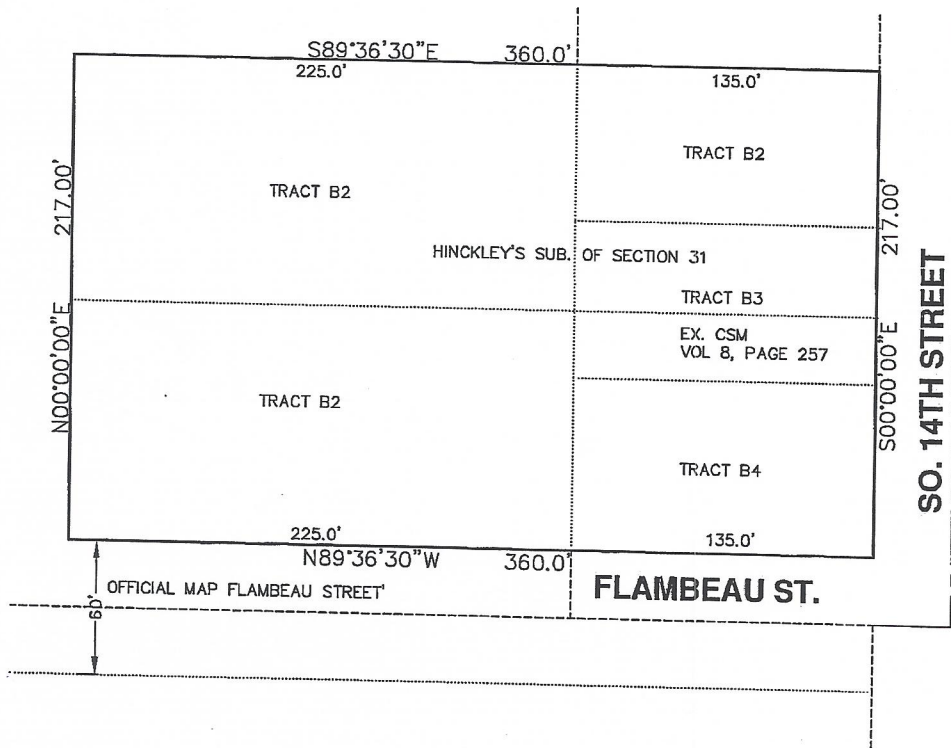 S89°36'30"E 360.0'
225.0'
135.0'
TRACT B2
TRACT B2
217.00'
217.00'
HINCKLEY'S SUB. OF SECTION 31
TRACT B3
EX. CSM
VOL 8, PAGE 257
N00°00'00"E
S00°00'00"E
SO. 14TH STREET
TRACT B2
TRACT B4
225.0'
135.0'
N89°36'30"W 360.0'
OFFICIAL MAP FLAMBEAU STREET'
FLAMBEAU ST.
60'